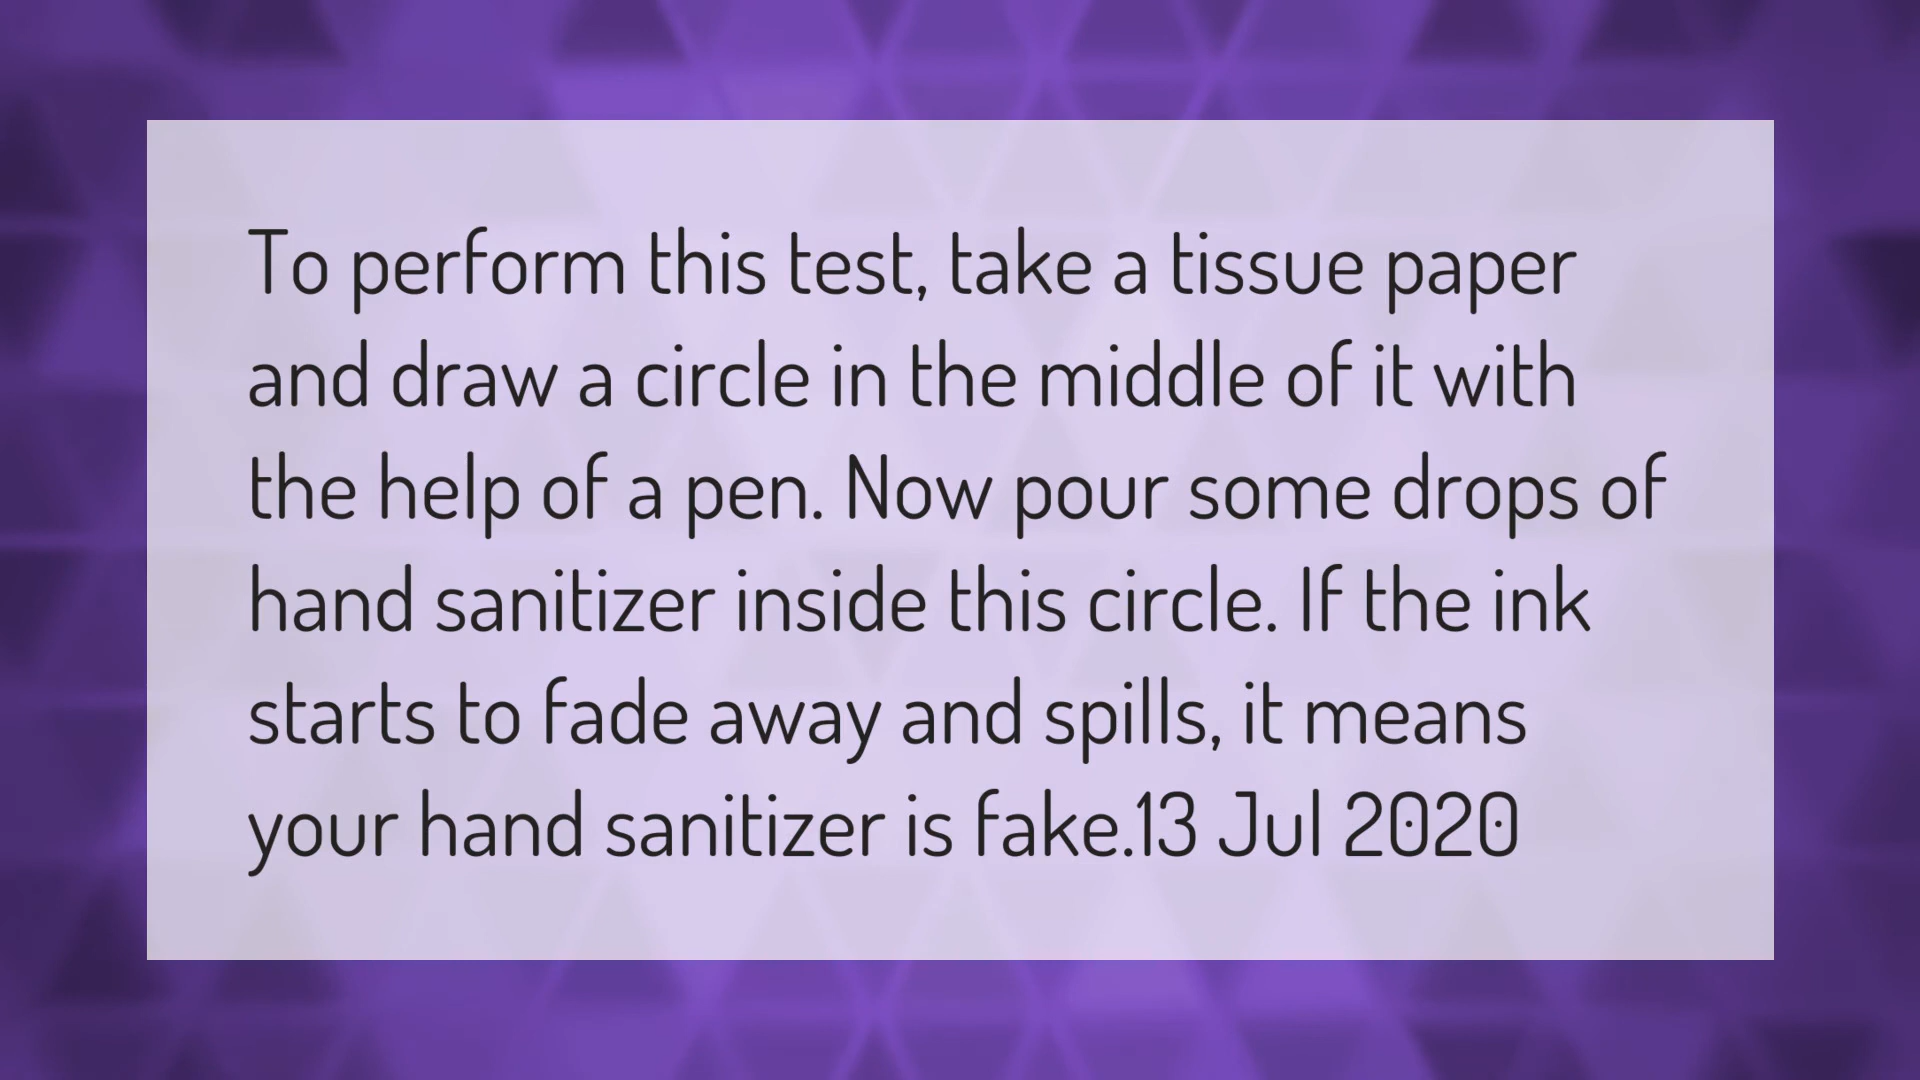 To perform this test, take a tissue paper
and draw a circle in the middle of it with
the help of a pen. Now pour some drops of
hand sanitizer inside this circle. If the ink
starts to fade away and spills, it means
your hand sanitizer is fake.13 Jul 2020